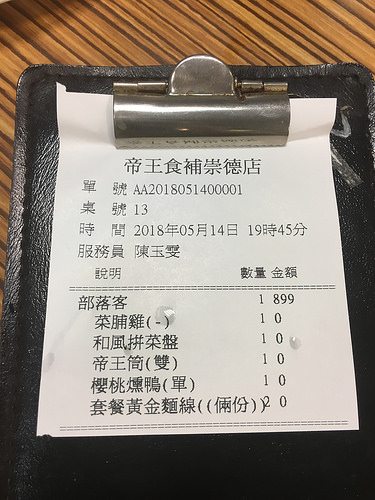 帝王食補崇德店
單 號 AA2018051400001
桌 號 13
時 間 2018年05月14日 19時45分
服務員 陳玉雯
說明 數量 金額
部落客 1 899
菜脯雞(-) 1 0
和風拼菜盤 1 0
帝王筒(雙) 1 0
櫻桃燻鴨(單) 1 0
套餐黃金麵線((倆份)) 2 0